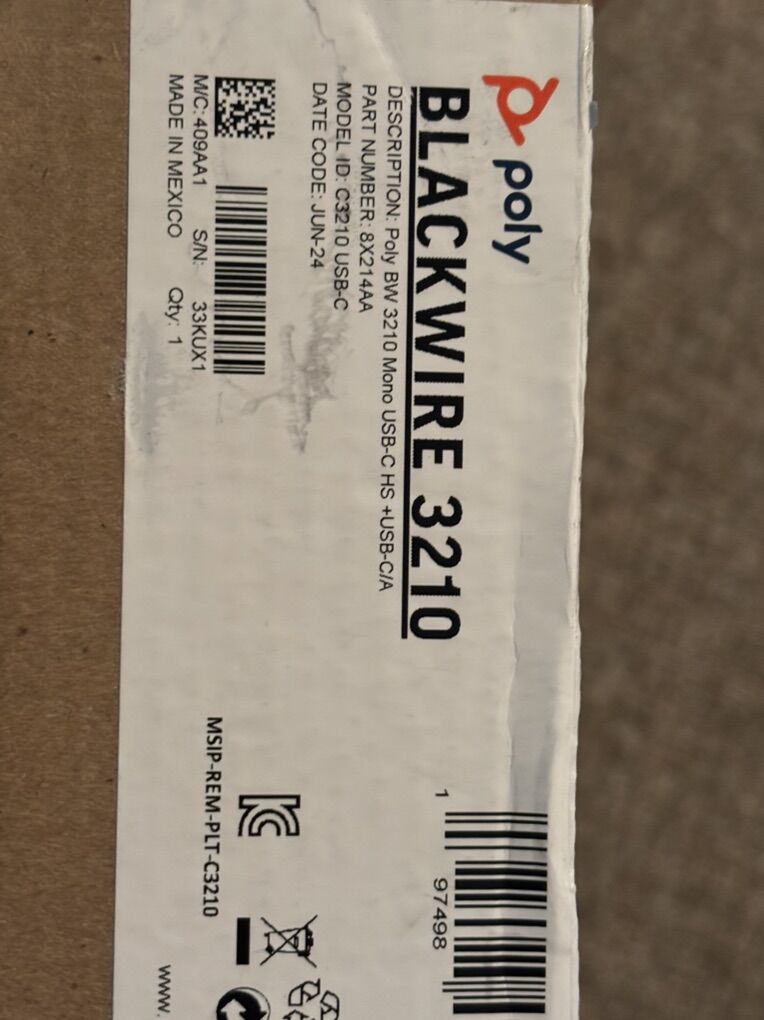 poly
BLACKWIRE 3210
DESCRIPTION: Poly BW 3210 Mono USB-C HS +USB-C/A
PART NUMBER: 8X214AA
MODEL ID: C3210 USB-C
DATE CODE: JUN-24
M/C: 409AA1 S/N: 33KUX1
MADE IN MEXICO Qty: 1
1 97498
MSIP-REM-PLT-C3210
www.